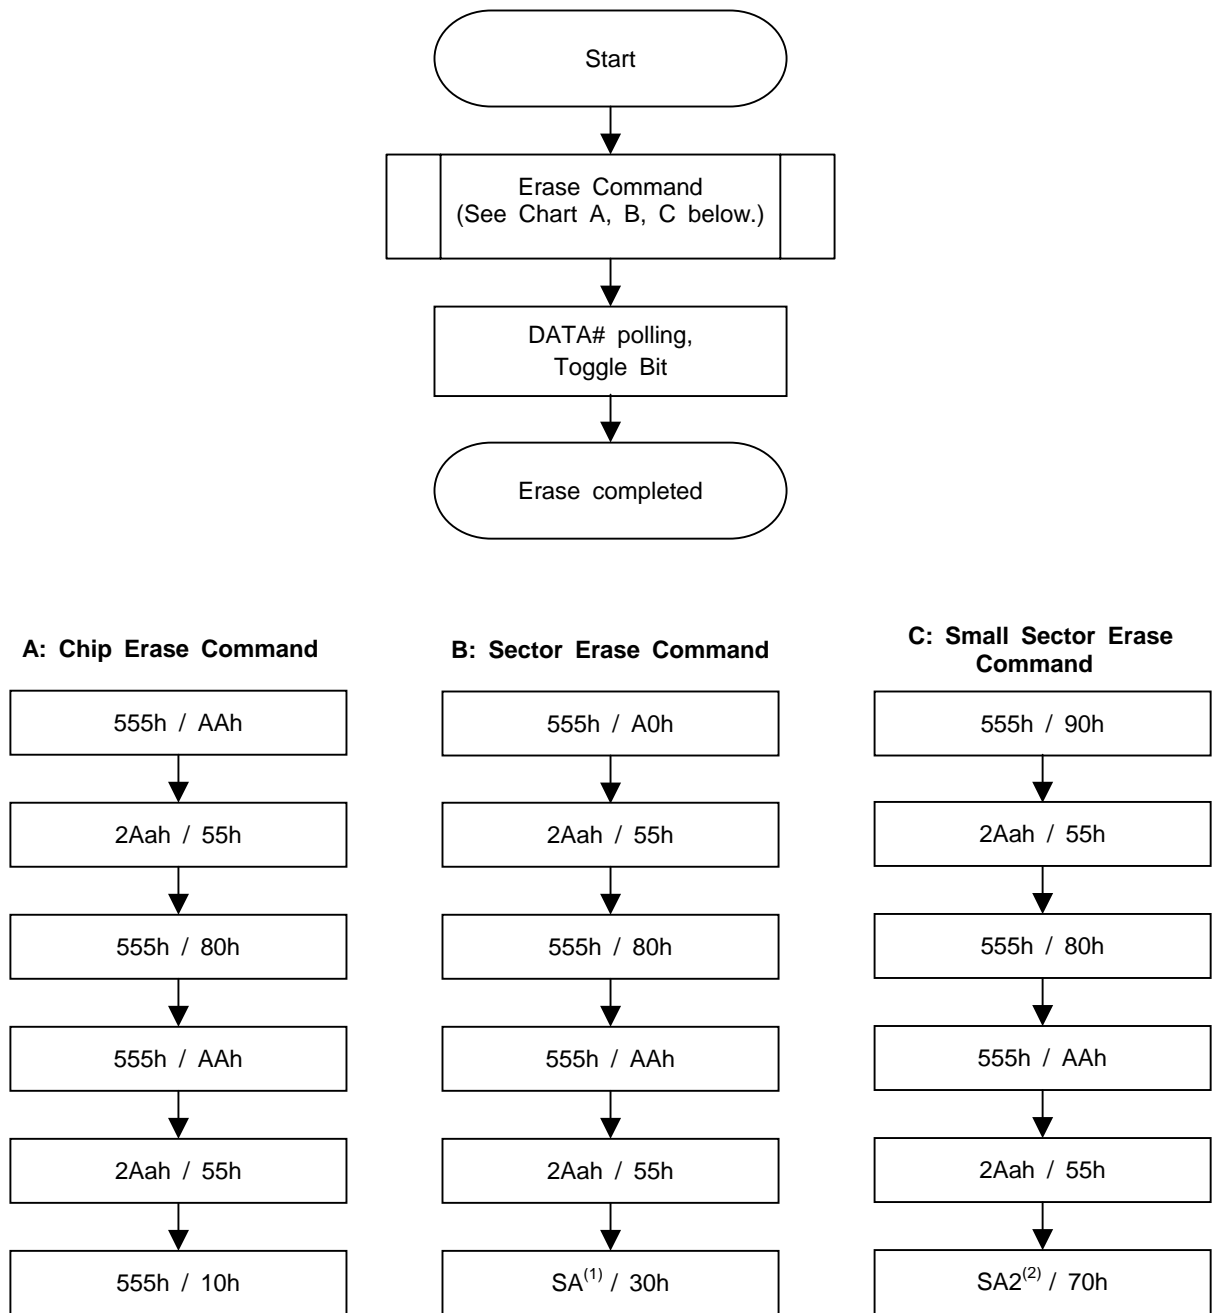 Start
Erase Command
(See Chart A, B, C below.)
DATA# polling,
Toggle Bit
Erase completed
A: Chip Erase Command
555h / AAh
2Aah / 55h
555h / 80h
555h / AAh
2Aah / 55h
555h / 10h
B: Sector Erase Command
555h / A0h
2Aah / 55h
555h / 80h
555h / AAh
2Aah / 55h
SA(1) / 30h
C: Small Sector Erase
Command
555h / 90h
2Aah / 55h
555h / 80h
555h / AAh
2Aah / 55h
SA2(2) / 70h